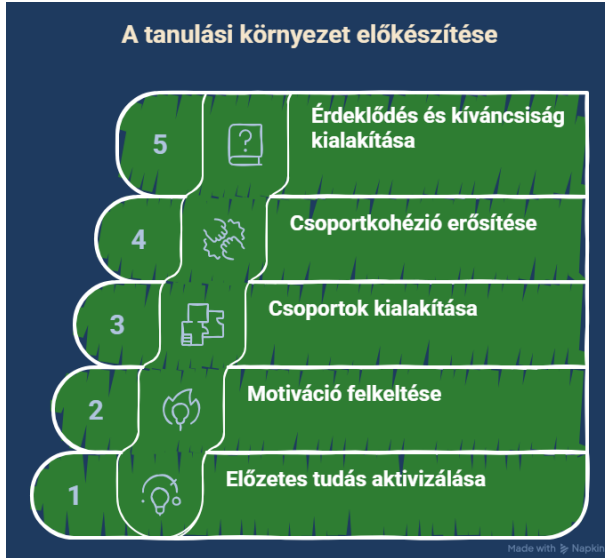 A tanulási környezet előkészítése
5
Érdeklődés és kíváncsiság
kialakítása
4
Csoportkohézió erősítése
3
Csoportok kialakítása
2
Motiváció felkeltése
1
Előzetes tudás aktivizálása
?
Made with Napkin